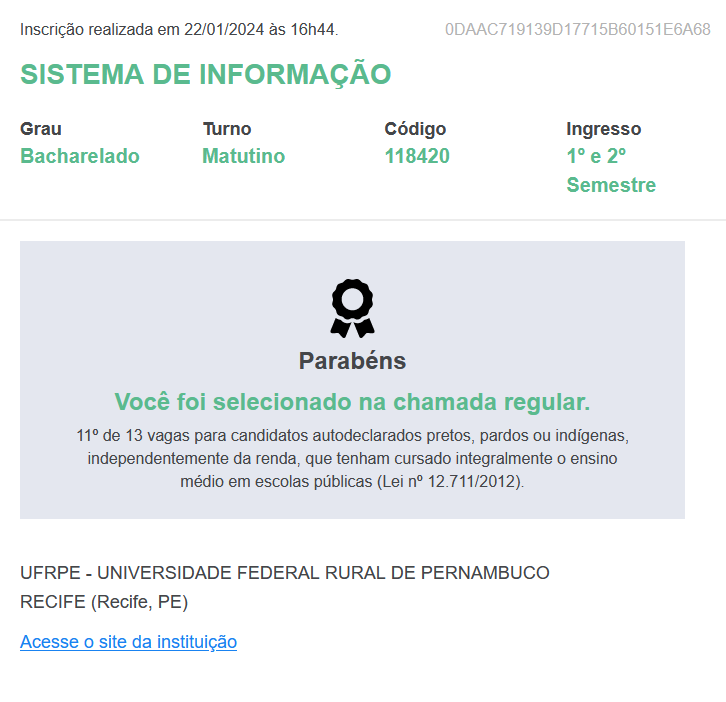 Inscrição realizada em 22/01/2024 às 16h44. 0DAAC719139D17715B60151E6A68
SISTEMA DE INFORMAÇÃO
Grau Turno Código Ingresso
Bacharelado Matutino 118420 1º e 2º
Semestre
Parabéns
Você foi selecionado na chamada regular.
11º de 13 vagas para candidatos autodeclarados pretos, pardos ou indígenas,
independentemente da renda, que tenham cursado integralmente o ensino
médio em escolas públicas (Lei nº 12.711/2012).
UFRPE - UNIVERSIDADE FEDERAL RURAL DE PERNAMBUCO
RECIFE (Recife, PE)
Acesse o site da instituição